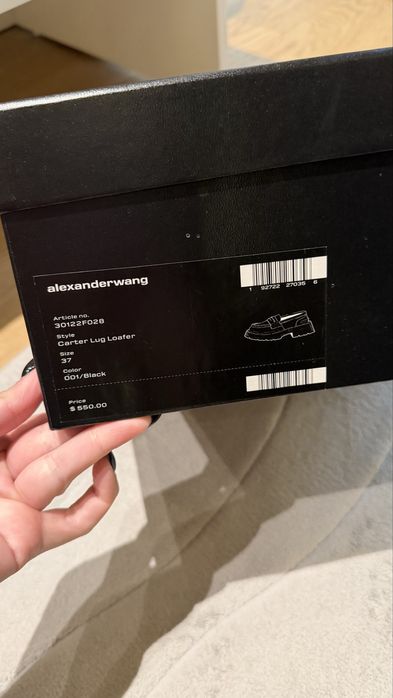 alexanderwang
1 92722 27035 6
Article no.
30122F028
Style
Carter Lug Loafer
Size
37
Color
001/Black
Price
$550.00